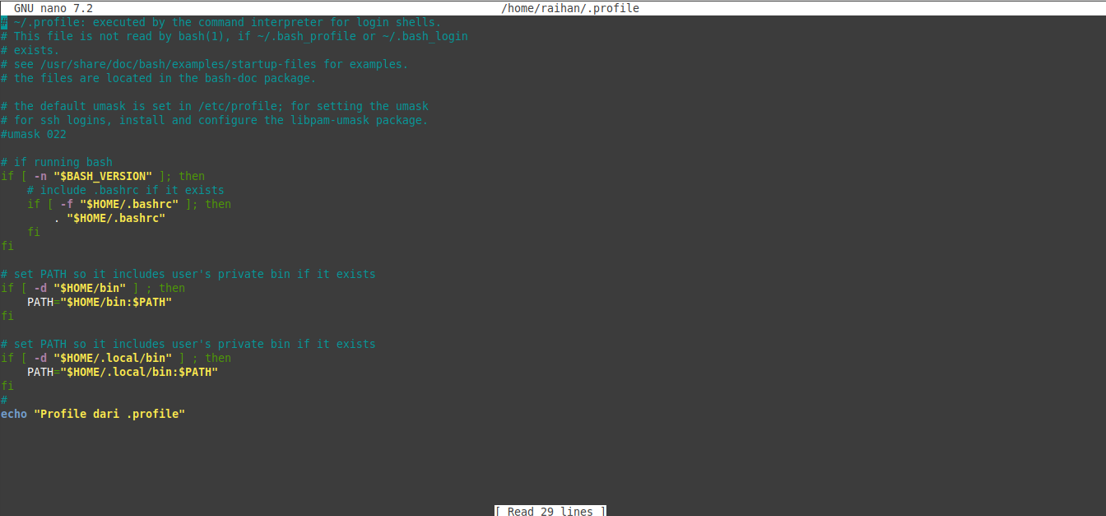 GNU nano 7.2 /home/raihan/.profile
# ~/.profile: executed by the command interpreter for login shells.
# This file is not read by bash(1), if ~/.bash_profile or ~/.bash_login
# exists.
# see /usr/share/doc/bash/examples/startup-files for examples.
# the files are located in the bash-doc package.

# the default umask is set in /etc/profile; for setting the umask
# for ssh logins, install and configure the libpam-umask package.
#umask 022

# if running bash
if [ -n "$BASH_VERSION" ]; then
    # include .bashrc if it exists
    if [ -f "$HOME/.bashrc" ]; then
        . "$HOME/.bashrc"
    fi
fi

# set PATH so it includes user's private bin if it exists
if [ -d "$HOME/bin" ] ; then
    PATH="$HOME/bin:$PATH"
fi

# set PATH so it includes user's private bin if it exists
if [ -d "$HOME/.local/bin" ] ; then
    PATH="$HOME/.local/bin:$PATH"
fi
#
echo "Profile dari .profile"
[ Read 29 lines ]